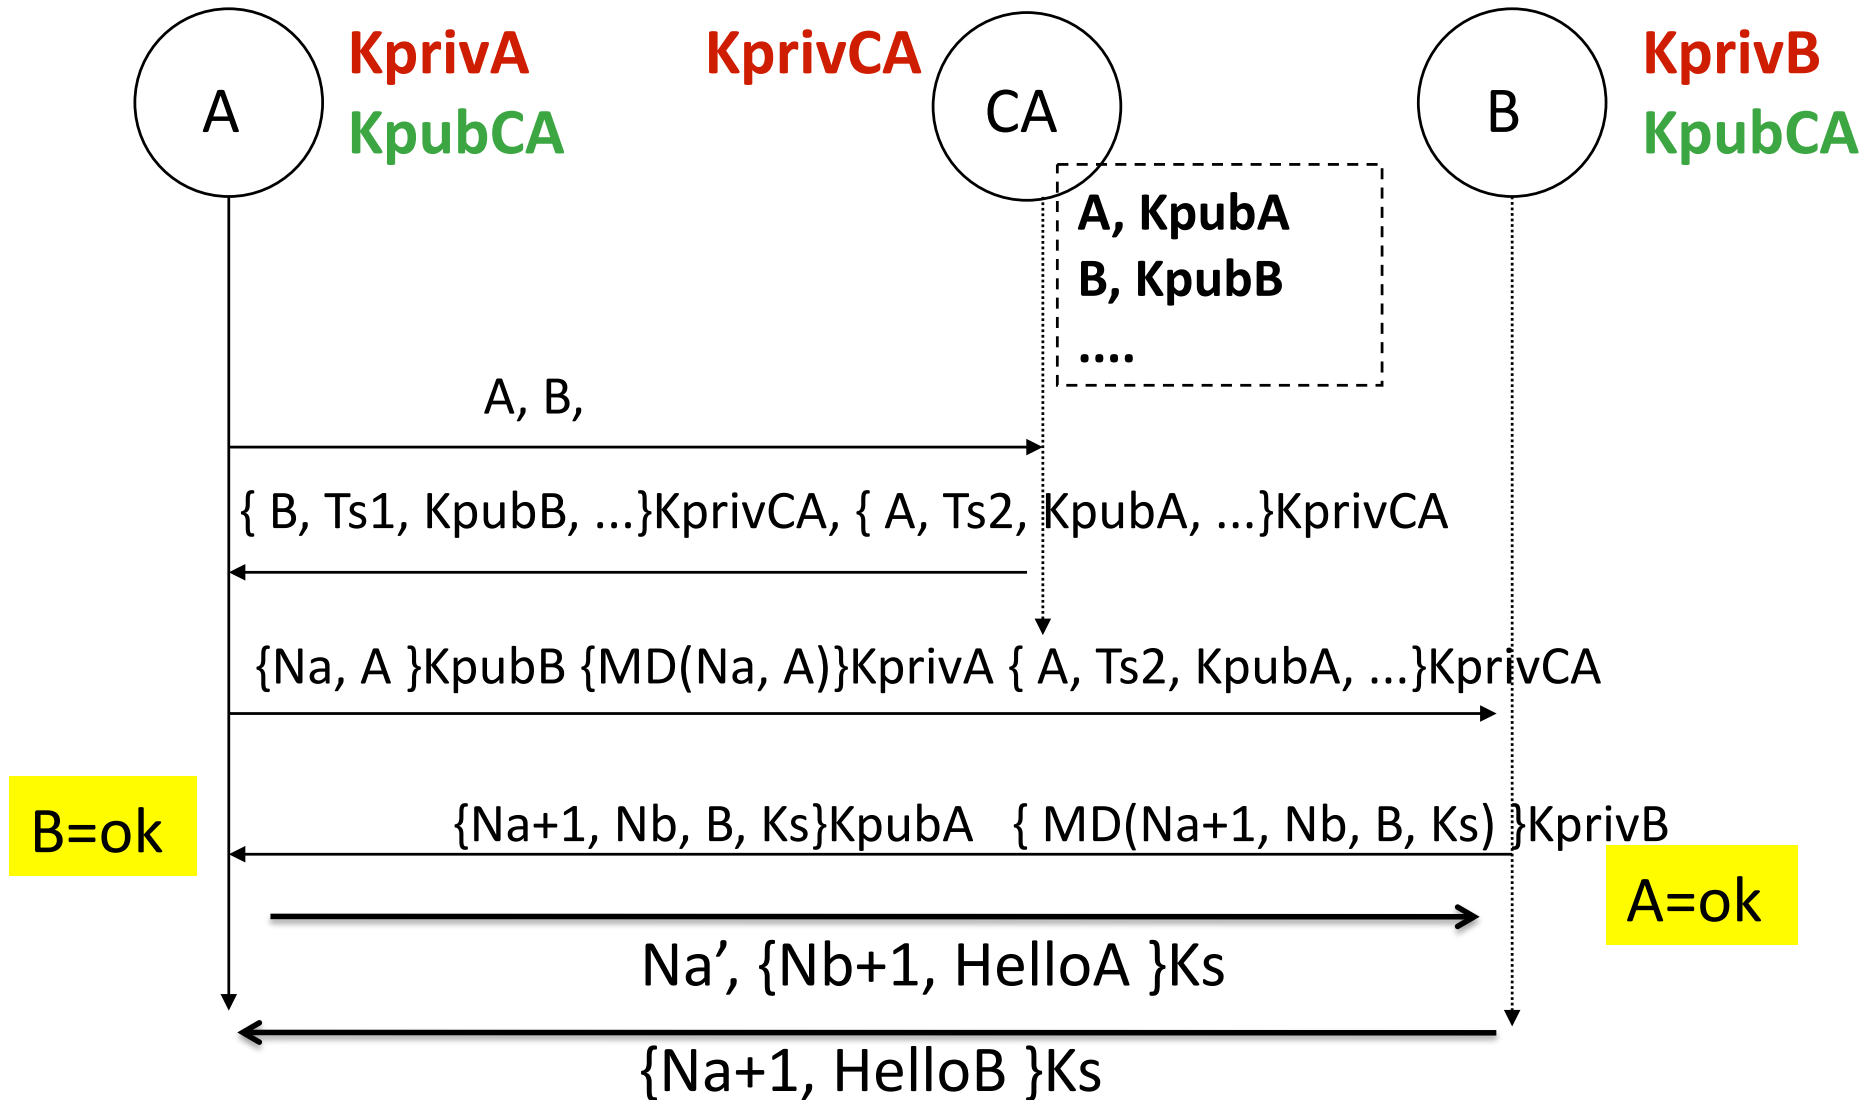 A
KprivA
KpubCA
KprivCA
CA
B
KprivB
KpubCA
A, KpubA
B, KpubB
....
A, B,
{ B, Ts1, KpubB, ...}KprivCA, { A, Ts2, KpubA, ...}KprivCA
{Na, A }KpubB {MD(Na, A)}KprivA { A, Ts2, KpubA, ...}KprivCA
B=ok
{Na+1, Nb, B, Ks}KpubA { MD(Na+1, Nb, B, Ks) }KprivB
A=ok
Na’, {Nb+1, HelloA }Ks
{Na+1, HelloB }Ks